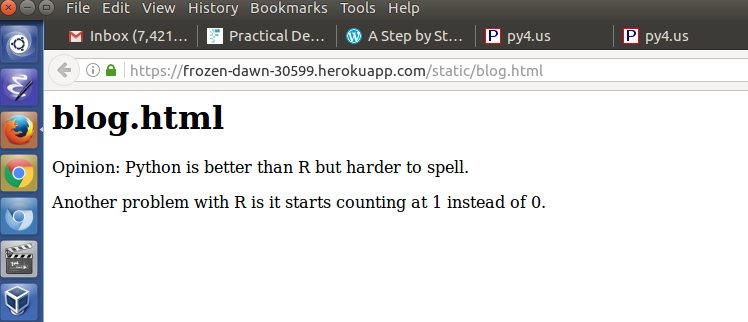 File Edit View History Bookmarks Tools Help
Inbox (7,421... Practical De... A Step by St... py4.us py4.us
https://frozen-dawn-30599.herokuapp.com/static/blog.html
blog.html
Opinion: Python is better than R but harder to spell.
Another problem with R is it starts counting at 1 instead of 0.